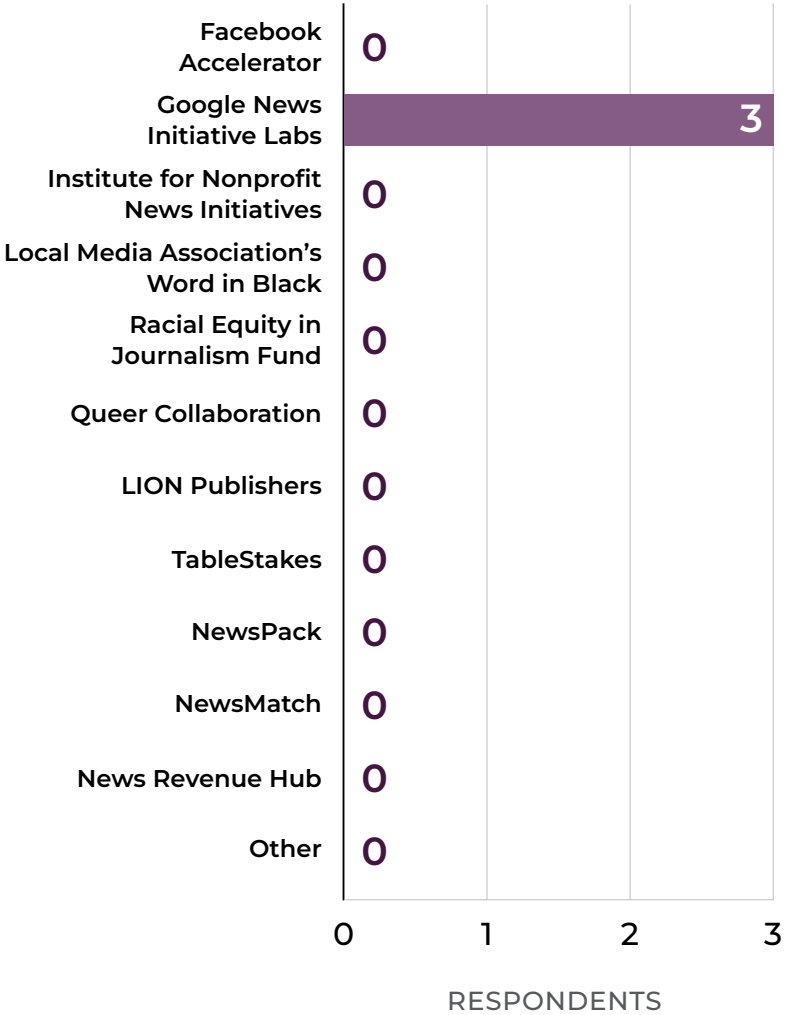 Facebook
Accelerator
0
Google News
Initiative Labs
3
Institute for Nonprofit
News Initiatives
0
Local Media Association’s
Word in Black
0
Racial Equity in
Journalism Fund
0
Queer Collaboration
0
LION Publishers
0
TableStakes
0
NewsPack
0
NewsMatch
0
News Revenue Hub
0
Other
0
0 1 2 3
RESPONDENTS